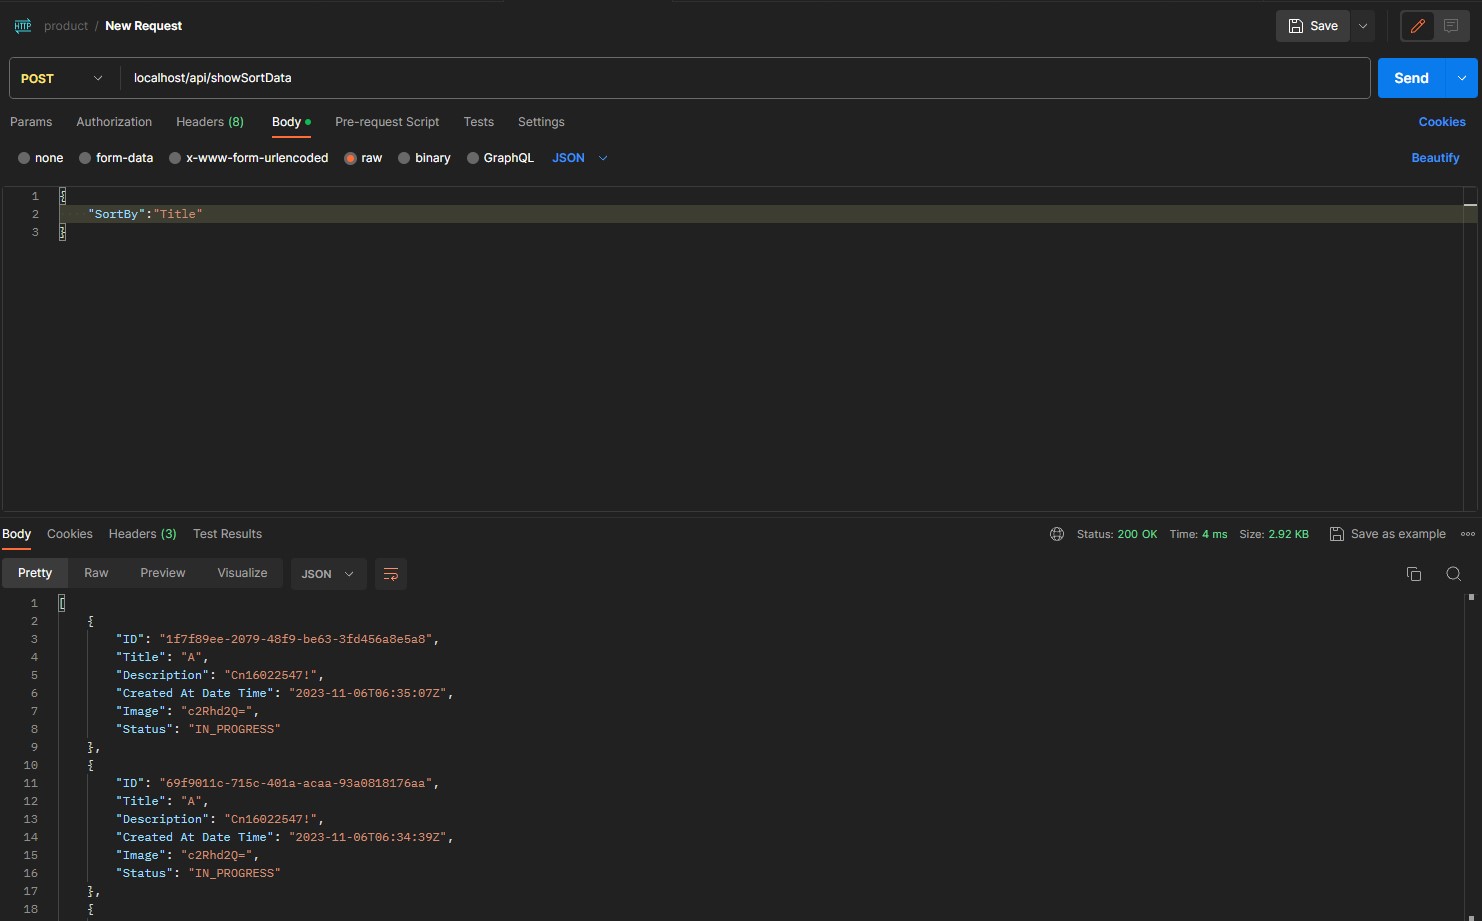 HTTP product / New Request Save
POST localhost/api/showSortData Send
Params Authorization Headers (8) Body Pre-request Script Tests Settings Cookies
none form-data x-www-form-urlencoded raw binary GraphQL JSON Beautify
1 {
2 "SortBy":"Title"
3 }
Body Cookies Headers (3) Test Results Status: 200 OK Time: 4 ms Size: 2.92 KB Save as example
Pretty Raw Preview Visualize JSON
1 [
2 {
3 "ID": "1f7f89ee-2079-48f9-be63-3fd456a8e5a8",
4 "Title": "A",
5 "Description": "Cn16022547!",
6 "Created At Date Time": "2023-11-06T06:35:07Z",
7 "Image": "c2Rhd2Q=",
8 "Status": "IN_PROGRESS"
9 },
10 {
11 "ID": "69f9011c-715c-401a-acaa-93a0818176aa",
12 "Title": "A",
13 "Description": "Cn16022547!",
14 "Created At Date Time": "2023-11-06T06:34:39Z",
15 "Image": "c2Rhd2Q=",
16 "Status": "IN_PROGRESS"
17 },
18 {